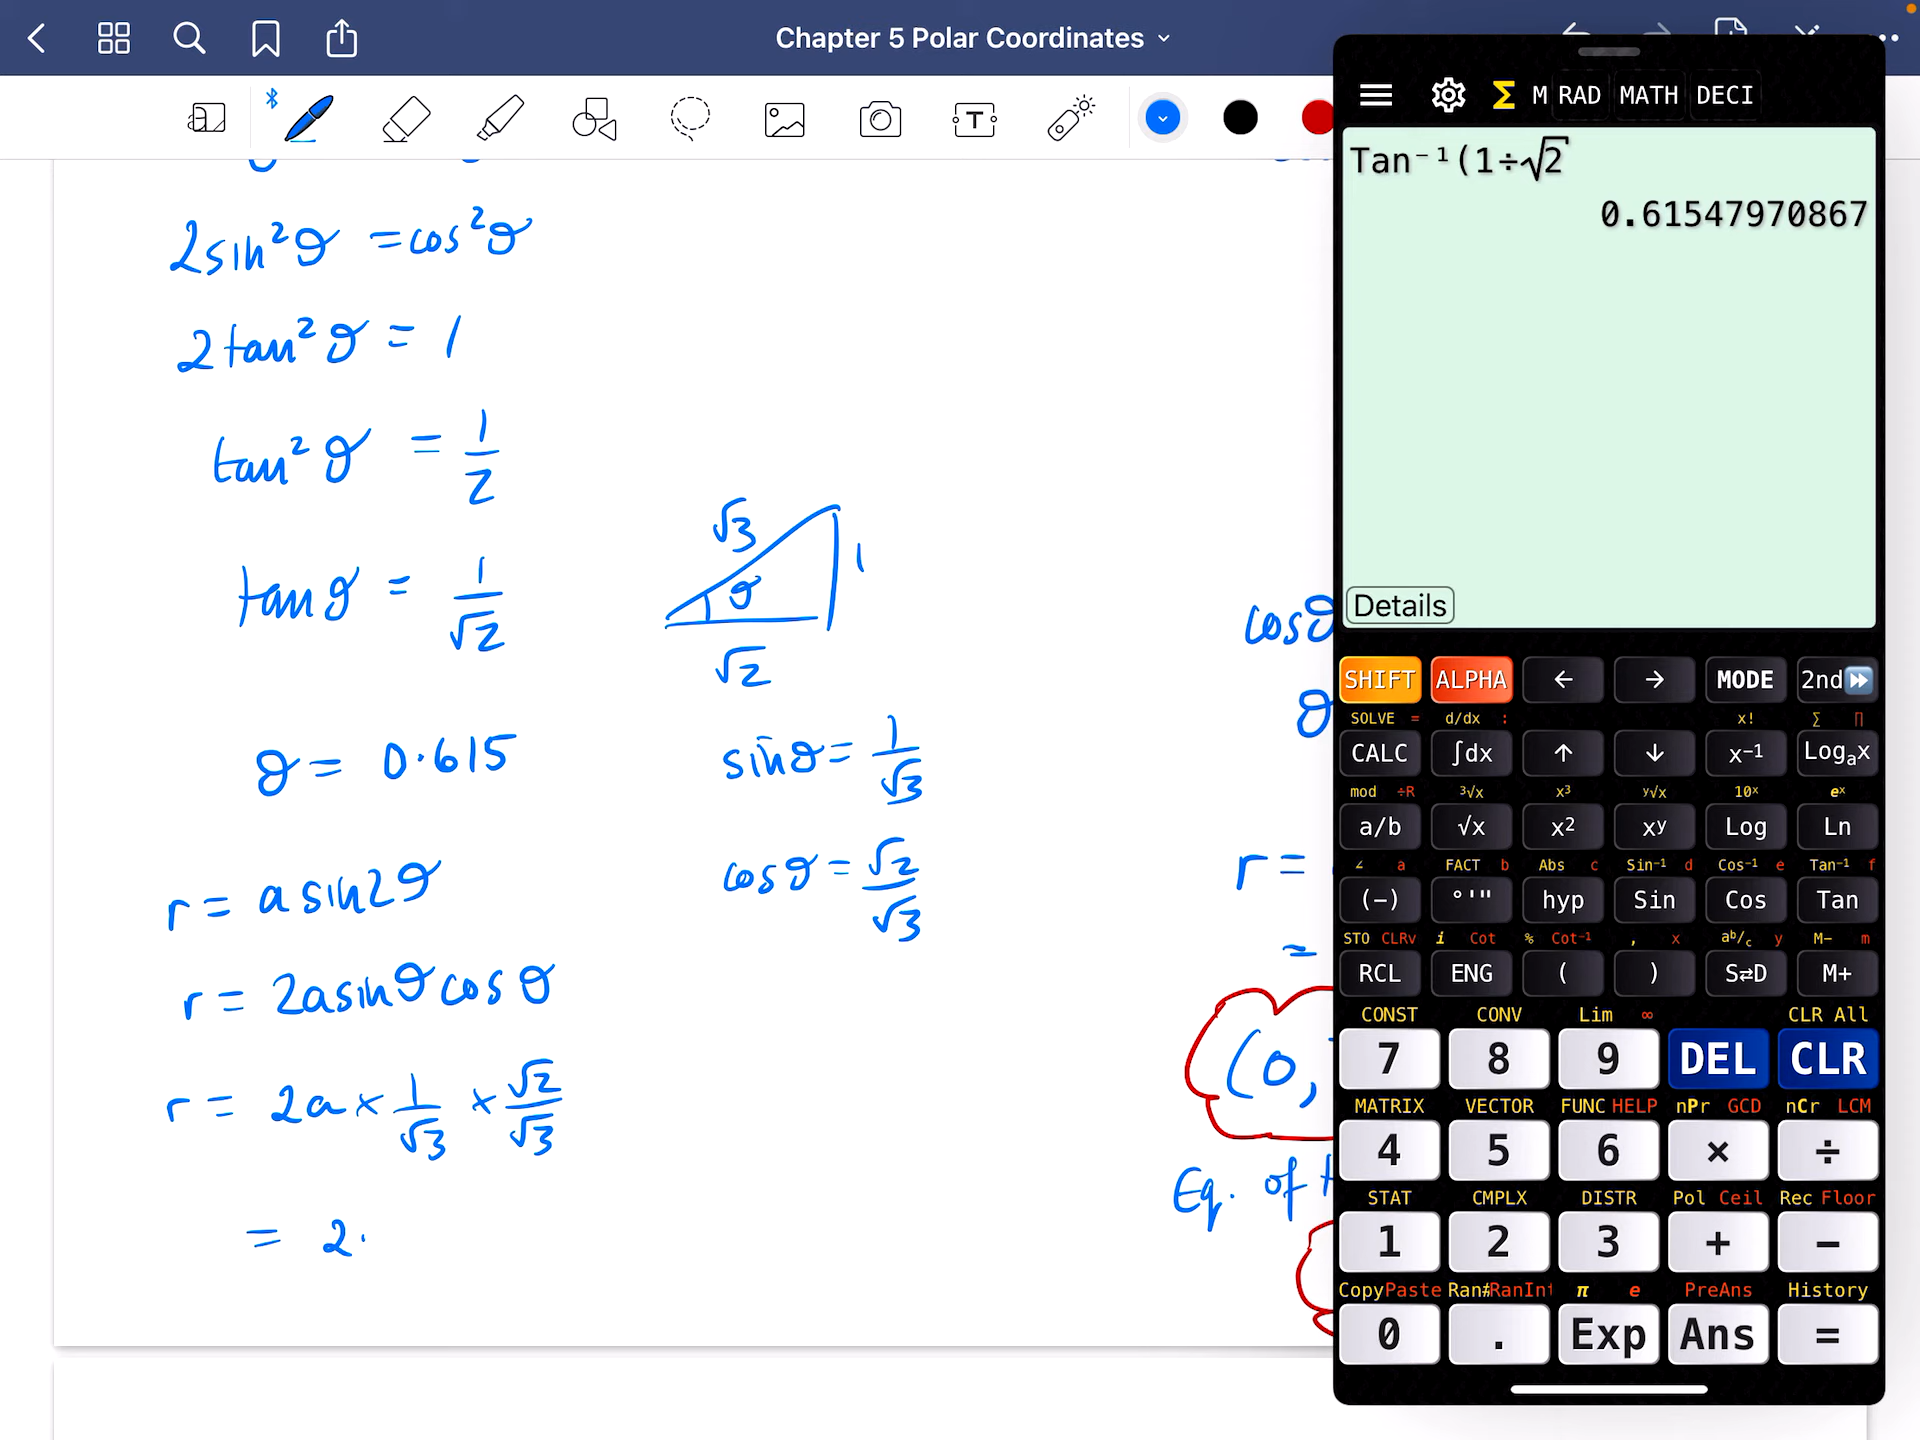 Chapter 5 Polar Coordinates
2sin²θ = cos²θ
2tan²θ = 1
tan²θ = 1/2
tanθ = 1/√2
√3
θ
1
√2
θ = 0.615
sinθ = 1/√3
cosθ = √2/√3
r = a sin2θ
r = 2a sinθ cosθ
r = 2a × 1/√3 × √2/√3
= 2.
cosθ
θ
r =
=
(0,
Eq. of
M RAD MATH DECI
Tan⁻¹(1÷√2
0.61547970867
Details
SHIFT ALPHA ← → MODE 2nd
SOLVE = d/dx : x! ∑ ∏
CALC ∫dx ↑ ↓ x⁻¹ Logₐx
mod ÷R ³√x x³ ʸ√x 10ˣ eˣ
a/b √x x² xʸ Log Ln
∠ a FACT b Abs c Sin⁻¹ d Cos⁻¹ e Tan⁻¹ f
(−) °'" hyp Sin Cos Tan
STO CLRv i Cot % Cot⁻¹ , x aᵇ/c y M− m
RCL ENG ( ) S⇄D M+
CONST CONV Lim ∞ CLR All
7 8 9 DEL CLR
MATRIX VECTOR FUNC HELP nPr GCD nCr LCM
4 5 6 × ÷
STAT CMPLX DISTR Pol Ceil Rec Floor
1 2 3 + −
Copy Paste Ran# RanInt π e PreAns History
0 . Exp Ans =